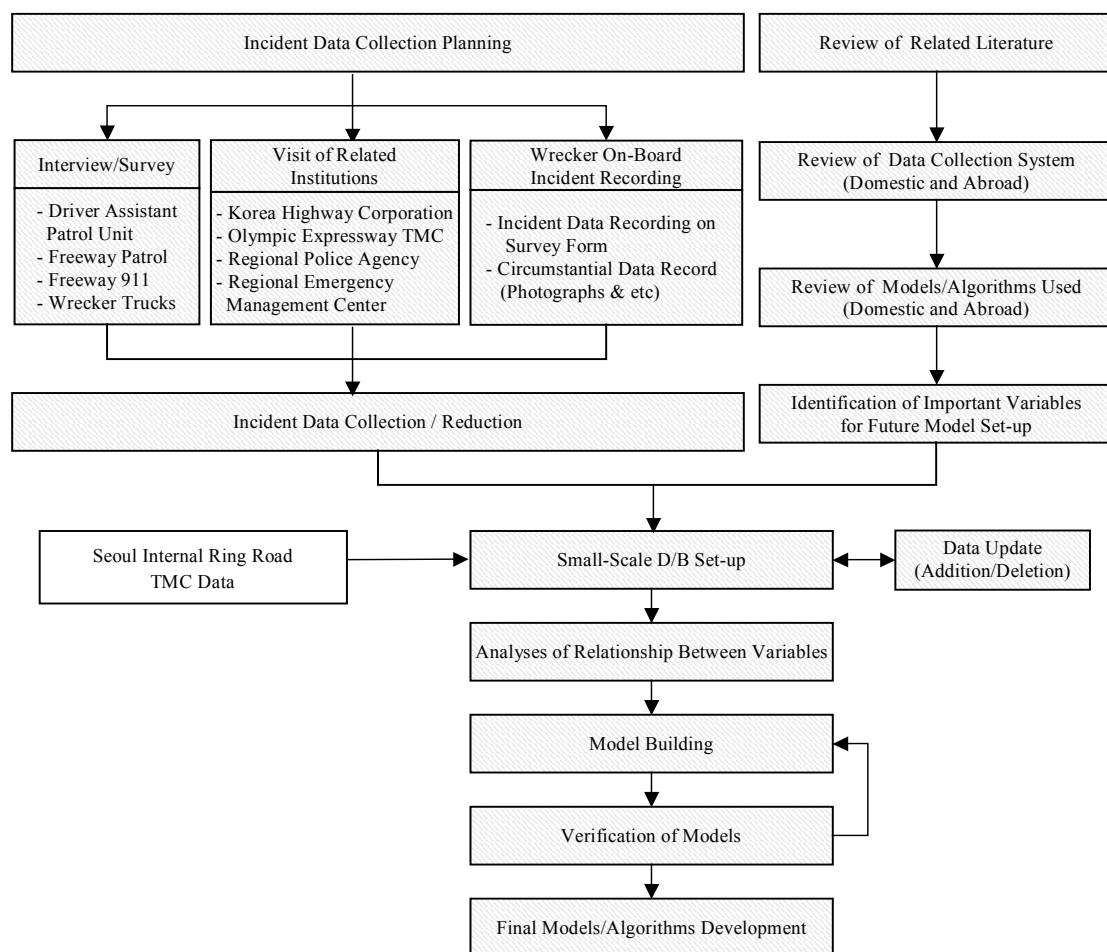 Incident Data Collection Planning
Review of Related Literature
Interview/Survey
- Driver Assistant
Patrol Unit
- Freeway Patrol
- Freeway 911
- Wrecker Trucks
Visit of Related
Institutions
- Korea Highway Corporation
- Olympic Expressway TMC
- Regional Police Agency
- Regional Emergency
Management Center
Wrecker On-Board
Incident Recording
- Incident Data Recording on
Survey Form
- Circumstantial Data Record
(Photographs & etc)
Review of Data Collection System
(Domestic and Abroad)
Review of Models/Algorithms Used
(Domestic and Abroad)
Incident Data Collection / Reduction
Identification of Important Variables
for Future Model Set-up
Seoul Internal Ring Road
TMC Data
Small-Scale D/B Set-up
Data Update
(Addition/Deletion)
Analyses of Relationship Between Variables
Model Building
Verification of Models
Final Models/Algorithms Development